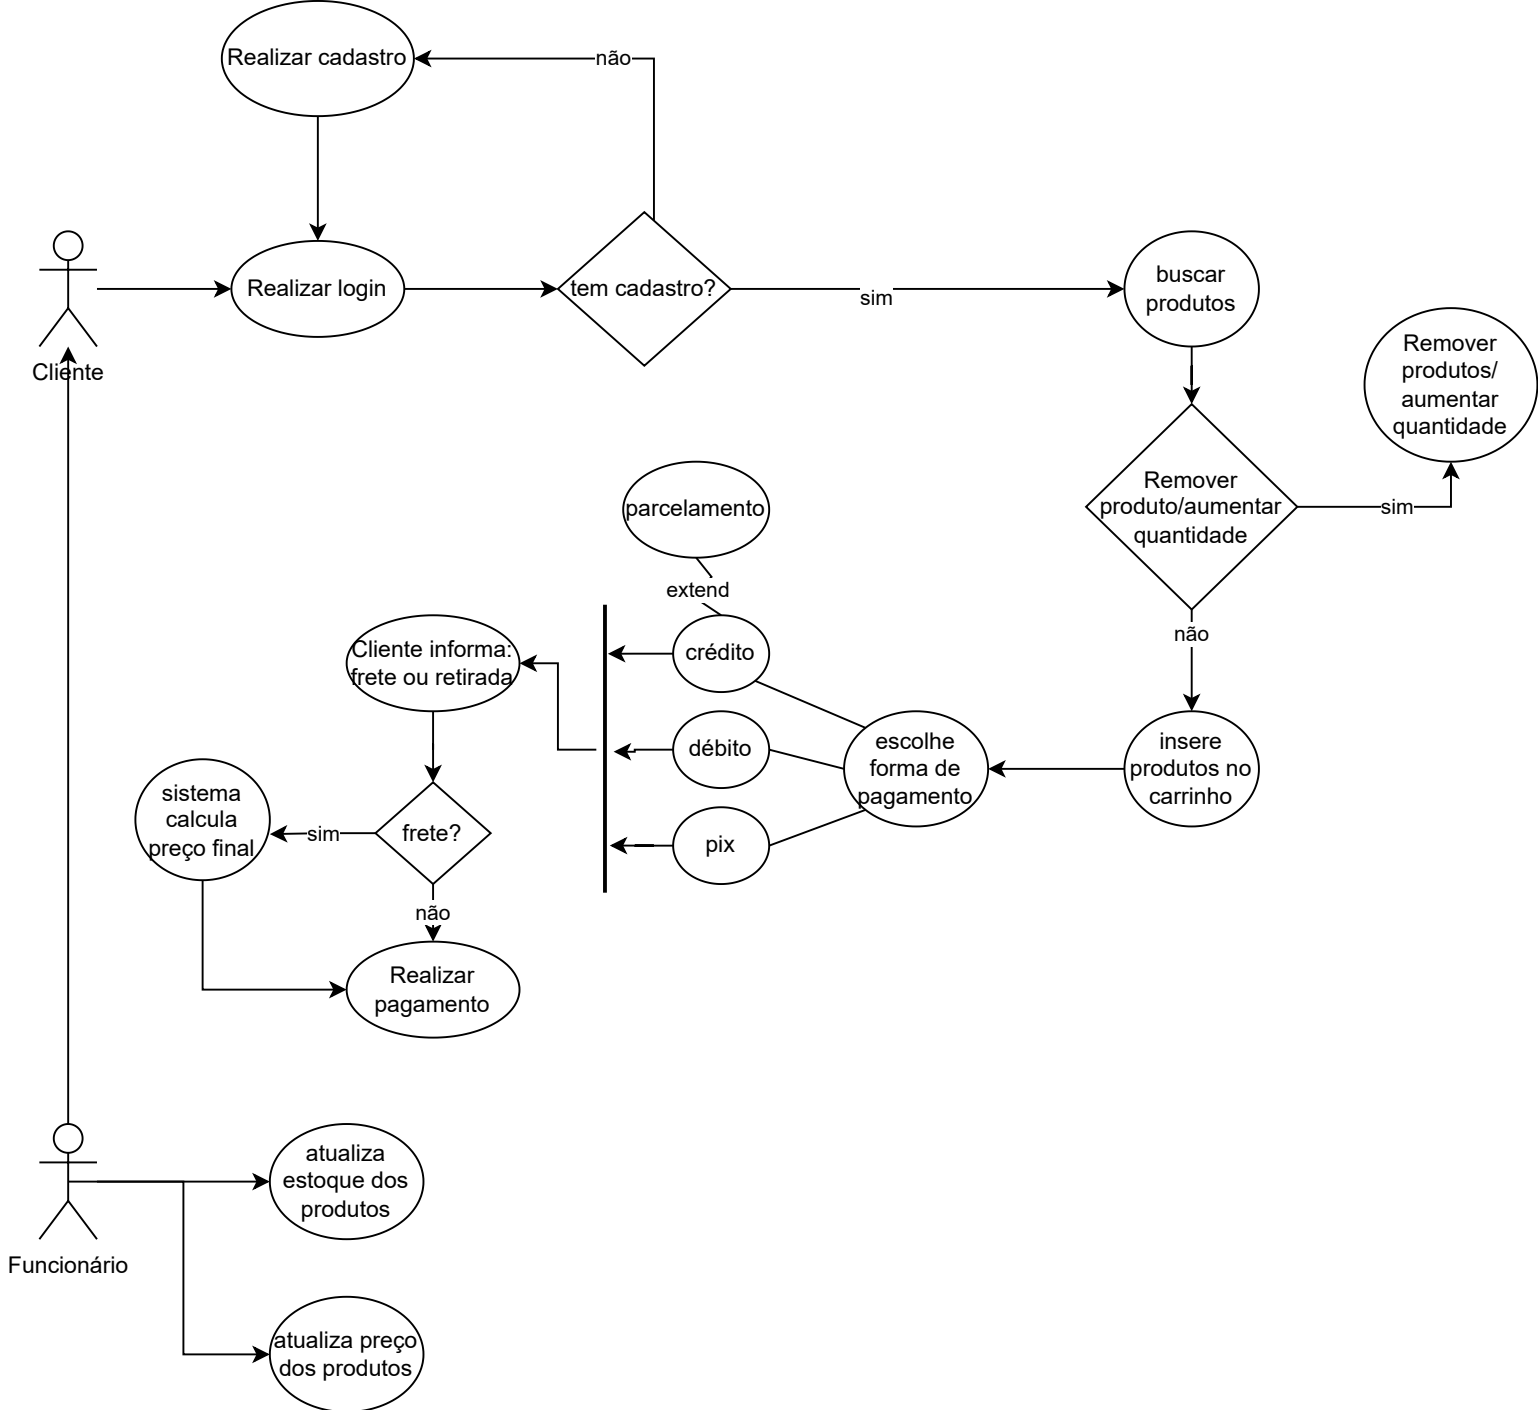 Realizar cadastro
não
Cliente
Realizar login
tem cadastro?
sim
buscar
produtos
Remover
produtos/
aumentar
quantidade
Remover
produto/aumentar
quantidade
sim
não
insere
produtos no
carrinho
escolhe
forma de
pagamento
parcelamento
extend
crédito
débito
pix
Cliente informa:
frete ou retirada
frete?
sim
sistema
calcula
preço final
não
Realizar
pagamento
Funcionário
atualiza
estoque dos
produtos
atualiza preço
dos produtos